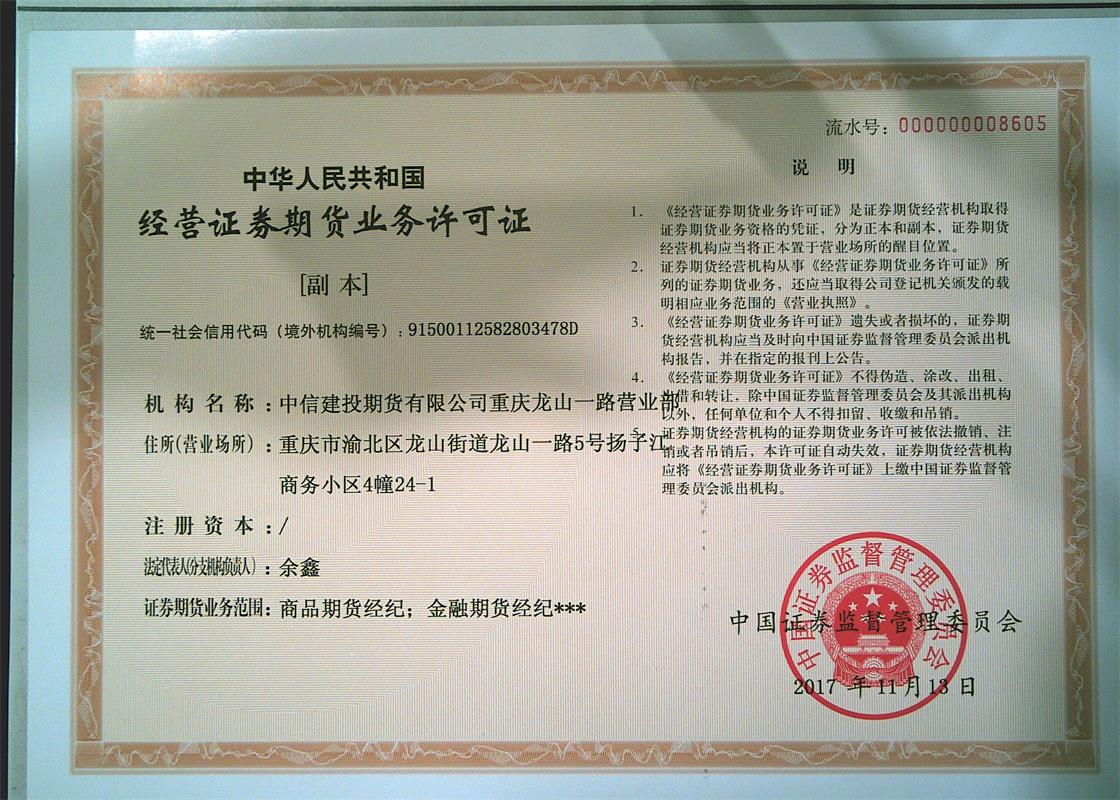 流水号：000000008605
中华人民共和国
经营证券期货业务许可证
[副 本]
统一社会信用代码（境外机构编号）：91500112582803478D
机构名称：中信建投期货有限公司重庆龙山一路营业部
住所(营业场所)：重庆市渝北区龙山街道龙山一路5号扬子江
商务小区4幢24-1
注册资本：/
法定代表人(分支机构负责人)：余鑫
证券期货业务范围：商品期货经纪；金融期货经纪***
说 明
1. 《经营证券期货业务许可证》是证券期货经营机构取得
证券期货业务资格的凭证，分为正本和副本，证券期货
经营机构应当将正本置于营业场所的醒目位置。
2. 证券期货经营机构从事《经营证券期货业务许可证》所
列的证券期货业务，还应当取得公司登记机关颁发的载
明相应业务范围的《营业执照》。
3. 《经营证券期货业务许可证》遗失或者损坏的，证券期
货经营机构应当及时向中国证券监督管理委员会派出机
构报告，并在指定的报刊上公告。
4. 《经营证券期货业务许可证》不得伪造、涂改、出租、
出借和转让，除中国证券监督管理委员会及其派出机构
以外，任何单位和个人不得扣留、收缴和吊销。
5. 证券期货经营机构的证券期货业务许可被依法撤销、注
销或者吊销后，本许可证自动失效，证券期货经营机构
应将《经营证券期货业务许可证》上缴中国证券监督管
理委员会派出机构。
中国证券监督管理委员会
中国证券监督管理委员会
2017 年 11 月 13 日